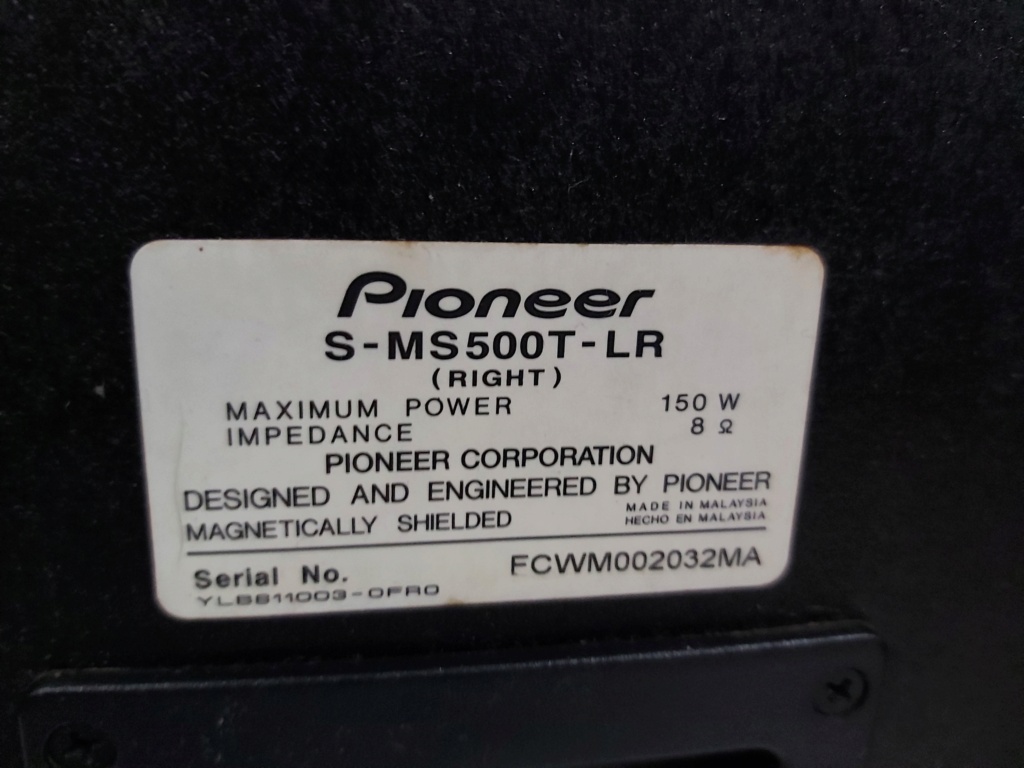 Pioneer
S-MS500T-LR
(RIGHT)
MAXIMUM POWER 150 W
IMPEDANCE 8 Ω
PIONEER CORPORATION
DESIGNED AND ENGINEERED BY PIONEER
MAGNETICALLY SHIELDED
MADE IN MALAYSIA
HECHO EN MALAYSIA
Serial No. FCWM002032MA